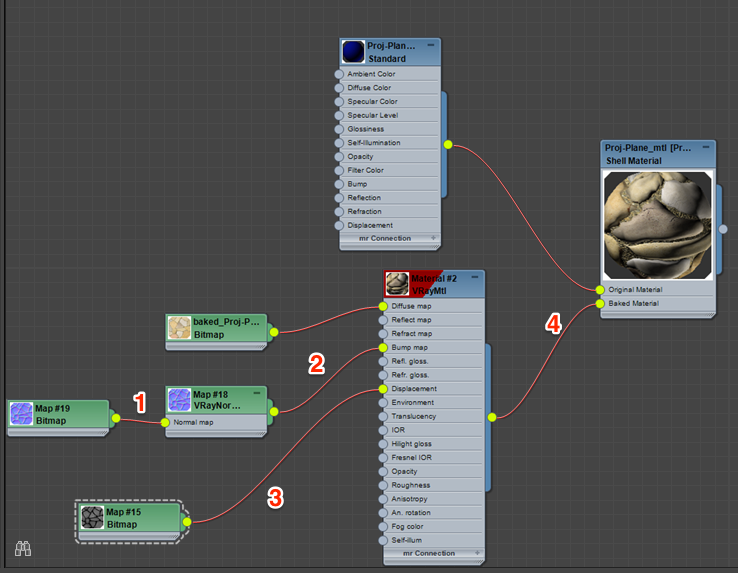 Proj-Plan...
Standard
Ambient Color
Diffuse Color
Specular Color
Specular Level
Glossiness
Self-Illumination
Opacity
Filter Color
Bump
Reflection
Refraction
Displacement
mr Connection +
Proj-Plane_mtl [Pr...
Shell Material
Original Material
Baked Material
Material #2
VRayMtl
Diffuse map
Reflect map
Refract map
Bump map
Refl. gloss.
Refr. gloss.
Displacement
Environment
Translucency
IOR
Hilight gloss
Fresnel IOR
Opacity
Roughness
Anisotropy
An. rotation
Fog color
Self-illum
mr Connection +
baked_Proj-P...
Bitmap
Map #18
VRayNor...
Normal map
Map #19
Bitmap
Map #15
Bitmap
1
2
3
4